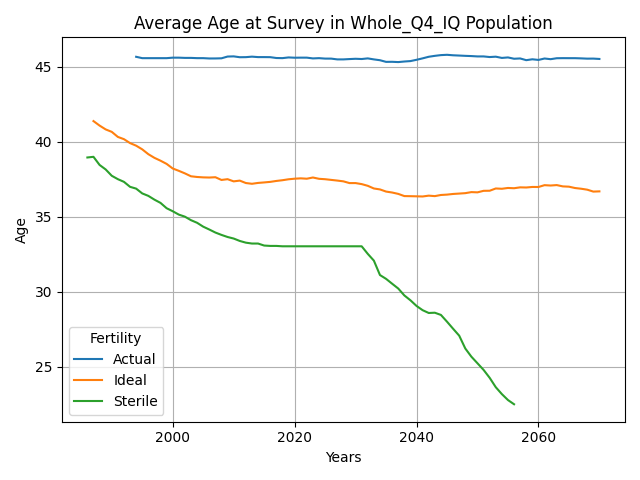 Average Age at Survey in Whole_Q4_IQ Population
45
40
35
30
25
Age
Fertility
Actual
Ideal
Sterile
2000
2020
2040
2060
Years